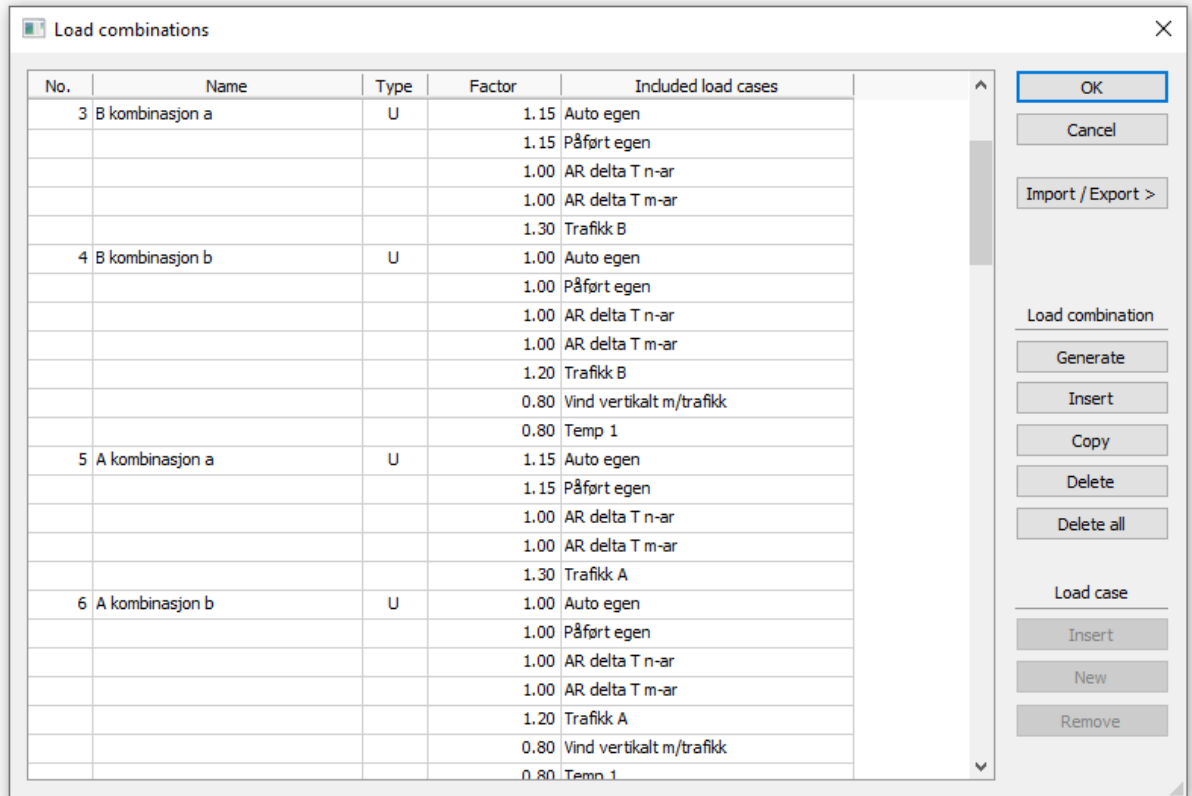 Load combinations
No. Name Type Factor Included load cases
3 B kombinasjon a U 1.15 Auto egen
1.15 Påført egen
1.00 AR delta T n-ar
1.00 AR delta T m-ar
1.30 Trafikk B
4 B kombinasjon b U 1.00 Auto egen
1.00 Påført egen
1.00 AR delta T n-ar
1.00 AR delta T m-ar
1.20 Trafikk B
0.80 Vind vertikalt m/trafikk
0.80 Temp 1
5 A kombinasjon a U 1.15 Auto egen
1.15 Påført egen
1.00 AR delta T n-ar
1.00 AR delta T m-ar
1.30 Trafikk A
6 A kombinasjon b U 1.00 Auto egen
1.00 Påført egen
1.00 AR delta T n-ar
1.00 AR delta T m-ar
1.20 Trafikk A
0.80 Vind vertikalt m/trafikk
0.80 Temp 1
OK
Cancel
Import / Export >
Load combination
Generate
Insert
Copy
Delete
Delete all
Load case
Insert
New
Remove